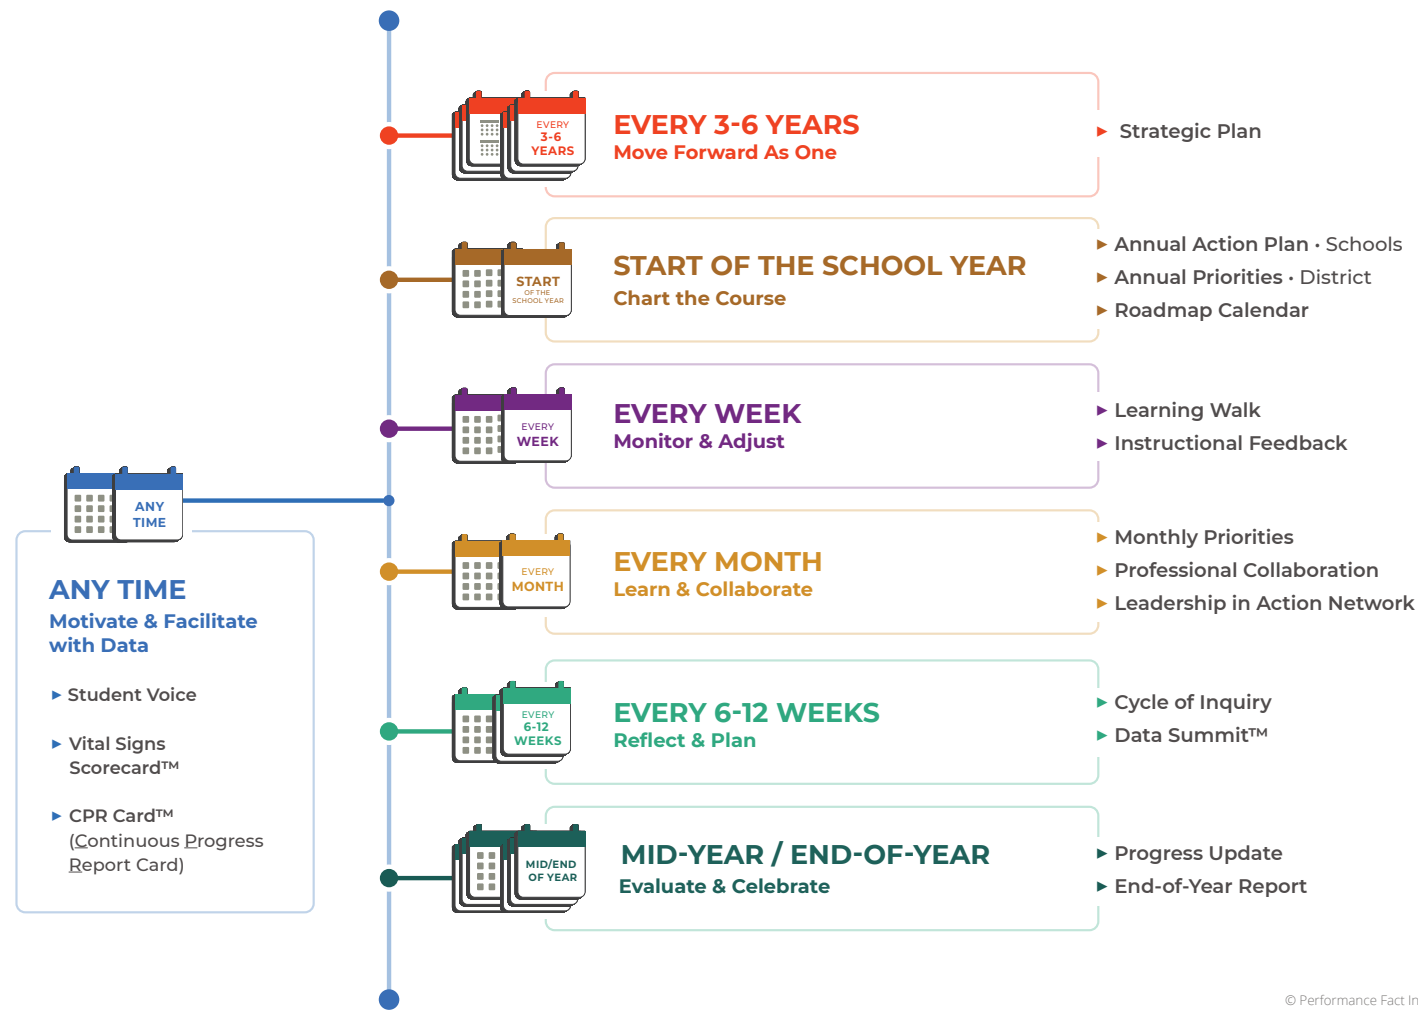 EVERY
3-6
YEARS
EVERY 3-6 YEARS
Move Forward As One
► Strategic Plan
START
OF THE
SCHOOL YEAR
START OF THE SCHOOL YEAR
Chart the Course
► Annual Action Plan · Schools
► Annual Priorities · District
► Roadmap Calendar
EVERY
WEEK
EVERY WEEK
Monitor & Adjust
► Learning Walk
► Instructional Feedback
ANY
TIME
ANY TIME
Motivate & Facilitate
with Data
► Student Voice
► Vital Signs
Scorecard™
► CPR Card™
(Continuous Progress
Report Card)
EVERY
MONTH
EVERY MONTH
Learn & Collaborate
► Monthly Priorities
► Professional Collaboration
► Leadership in Action Network
EVERY
6-12
WEEKS
EVERY 6-12 WEEKS
Reflect & Plan
► Cycle of Inquiry
► Data Summit™
MID/END
OF YEAR
MID-YEAR / END-OF-YEAR
Evaluate & Celebrate
► Progress Update
► End-of-Year Report
© Performance Fact In